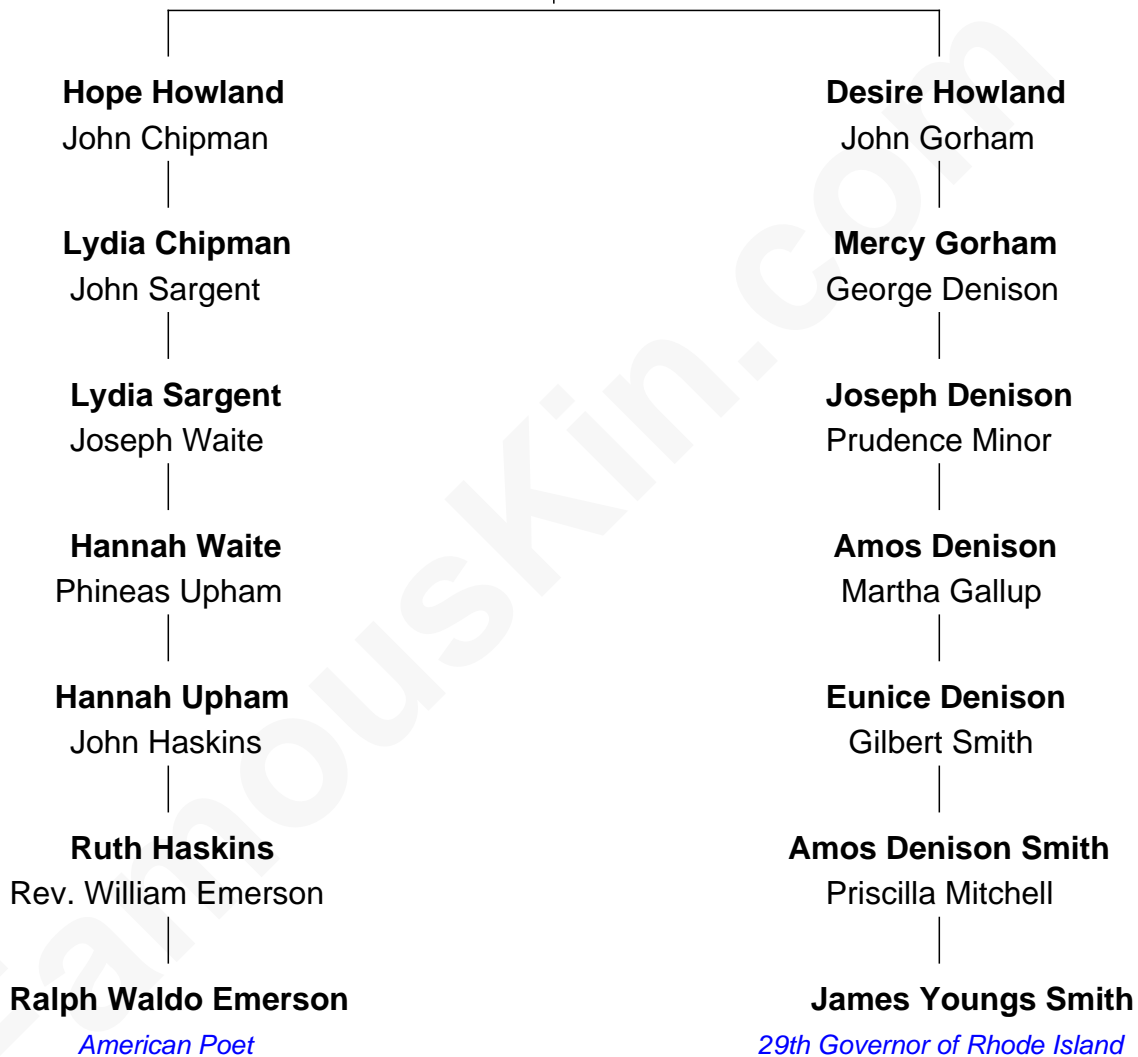 Hope Howland
John Chipman
Lydia Chipman
John Sargent
Lydia Sargent
Joseph Waite
Hannah Waite
Phineas Upham
Hannah Upham
John Haskins
Ruth Haskins
Rev. William Emerson
Ralph Waldo Emerson
American Poet
Desire Howland
John Gorham
Mercy Gorham
George Denison
Joseph Denison
Prudence Minor
Amos Denison
Martha Gallup
Eunice Denison
Gilbert Smith
Amos Denison Smith
Priscilla Mitchell
James Youngs Smith
29th Governor of Rhode Island
FamousKin.com